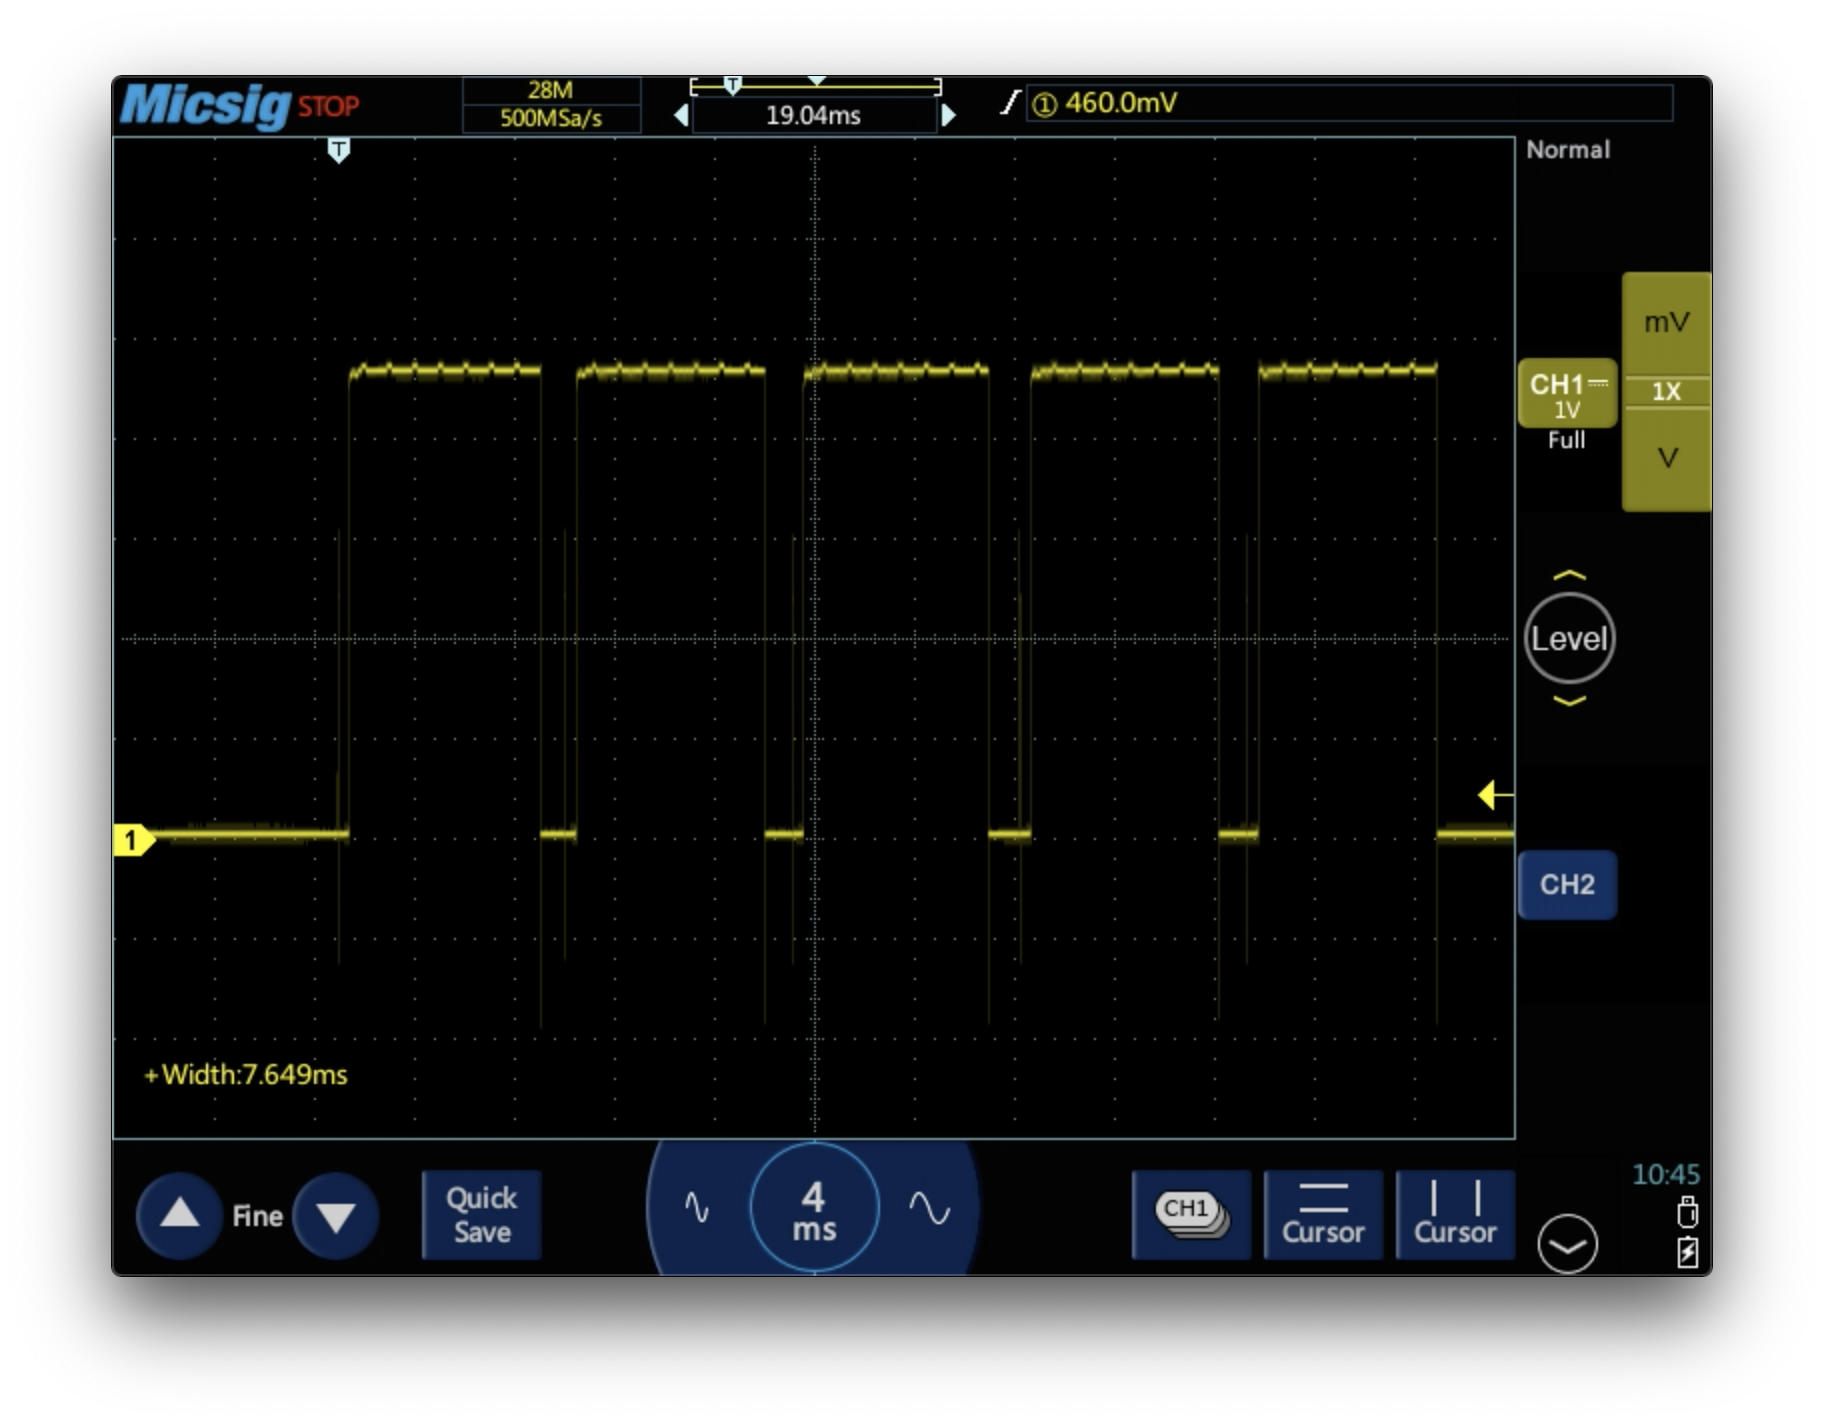 Micsig STOP
28M
500MSa/s
T
19.04ms
① 460.0mV
T
Normal
mV
CH1
1V
1X
Full
V
Level
1
CH2
+Width:7.649ms
10:45
Fine
Quick
Save
4
ms
CH1
Cursor
Cursor